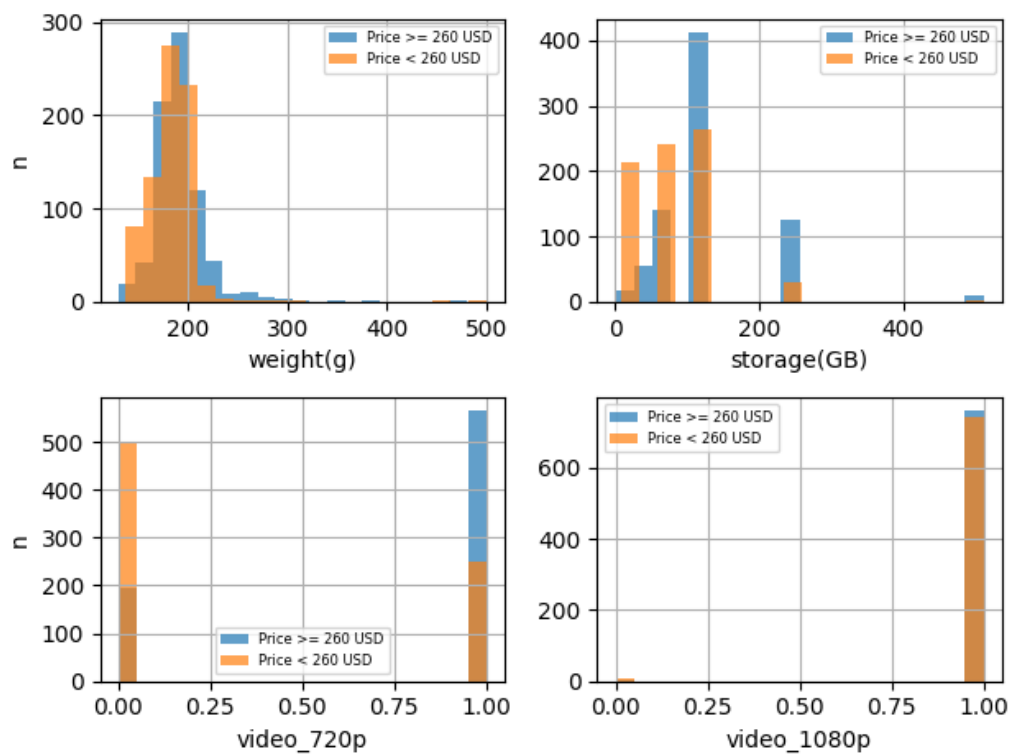 300
200
100
0
n
Price >= 260 USD
Price < 260 USD
200 300 400 500
weight(g)
400
300
200
100
0
Price >= 260 USD
Price < 260 USD
0 200 400
storage(GB)
500
400
300
200
100
0
n
Price >= 260 USD
Price < 260 USD
0.00 0.25 0.50 0.75 1.00
video_720p
600
400
200
0
Price >= 260 USD
Price < 260 USD
0.00 0.25 0.50 0.75 1.00
video_1080p